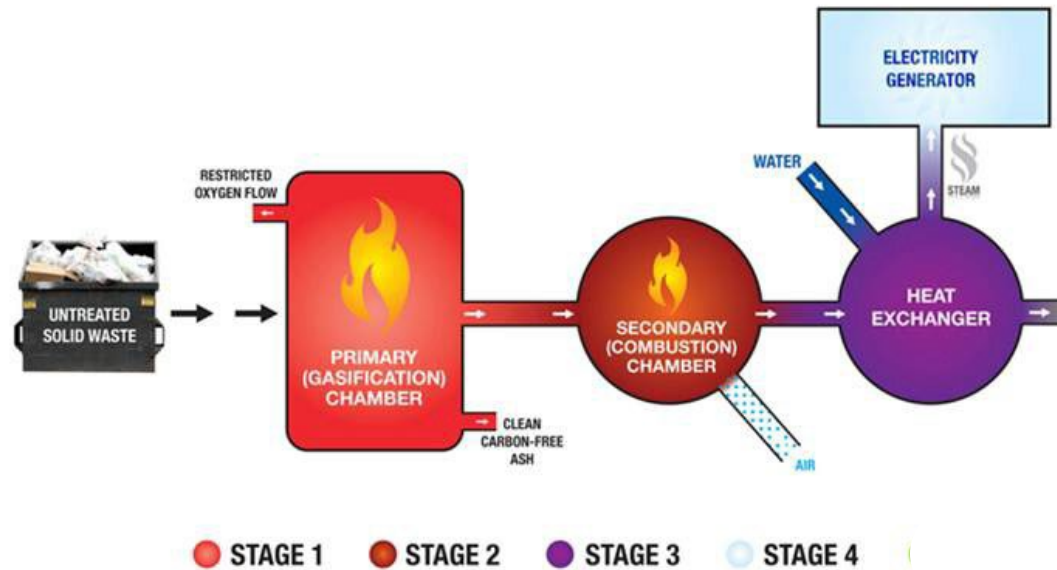 ELECTRICITY
GENERATOR
RESTRICTED
OXYGEN FLOW
WATER
STEAM
UNTREATED
SOLID WASTE
PRIMARY
(GASIFICATION)
CHAMBER
SECONDARY
(COMBUSTION)
CHAMBER
HEAT
EXCHANGER
CLEAN
CARBON-FREE
ASH
AIR
STAGE 1
STAGE 2
STAGE 3
STAGE 4